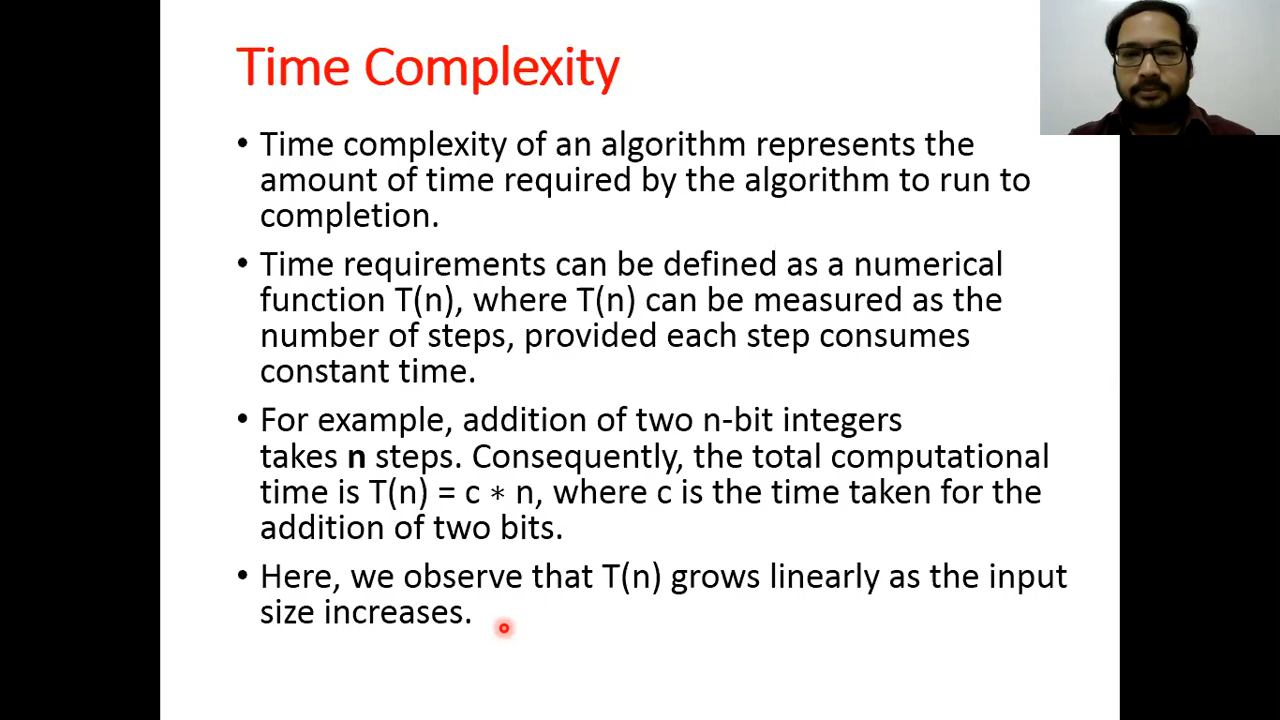 Time Complexity
• Time complexity of an algorithm represents the
amount of time required by the algorithm to run to
completion.
• Time requirements can be defined as a numerical
function T(n), where T(n) can be measured as the
number of steps, provided each step consumes
constant time.
• For example, addition of two n-bit integers
takes n steps. Consequently, the total computational
time is T(n) = c ∗ n, where c is the time taken for the
addition of two bits.
• Here, we observe that T(n) grows linearly as the input
size increases.